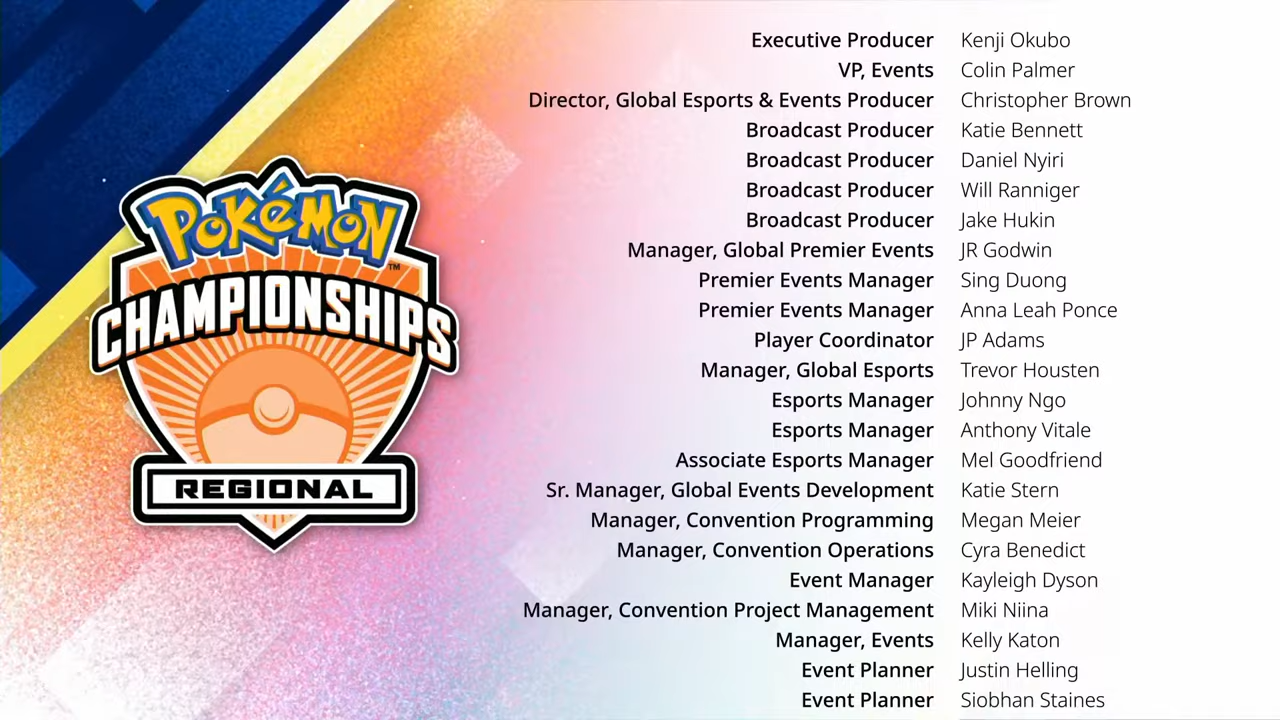 POKéMON
TM
CHAMPIONSHIPS
REGIONAL
Executive Producer Kenji Okubo
VP, Events Colin Palmer
Director, Global Esports & Events Producer Christopher Brown
Broadcast Producer Katie Bennett
Broadcast Producer Daniel Nyiri
Broadcast Producer Will Ranniger
Broadcast Producer Jake Hukin
Manager, Global Premier Events JR Godwin
Premier Events Manager Sing Duong
Premier Events Manager Anna Leah Ponce
Player Coordinator JP Adams
Manager, Global Esports Trevor Housten
Esports Manager Johnny Ngo
Esports Manager Anthony Vitale
Associate Esports Manager Mel Goodfriend
Sr. Manager, Global Events Development Katie Stern
Manager, Convention Programming Megan Meier
Manager, Convention Operations Cyra Benedict
Event Manager Kayleigh Dyson
Manager, Convention Project Management Miki Niina
Manager, Events Kelly Katon
Event Planner Justin Helling
Event Planner Siobhan Staines